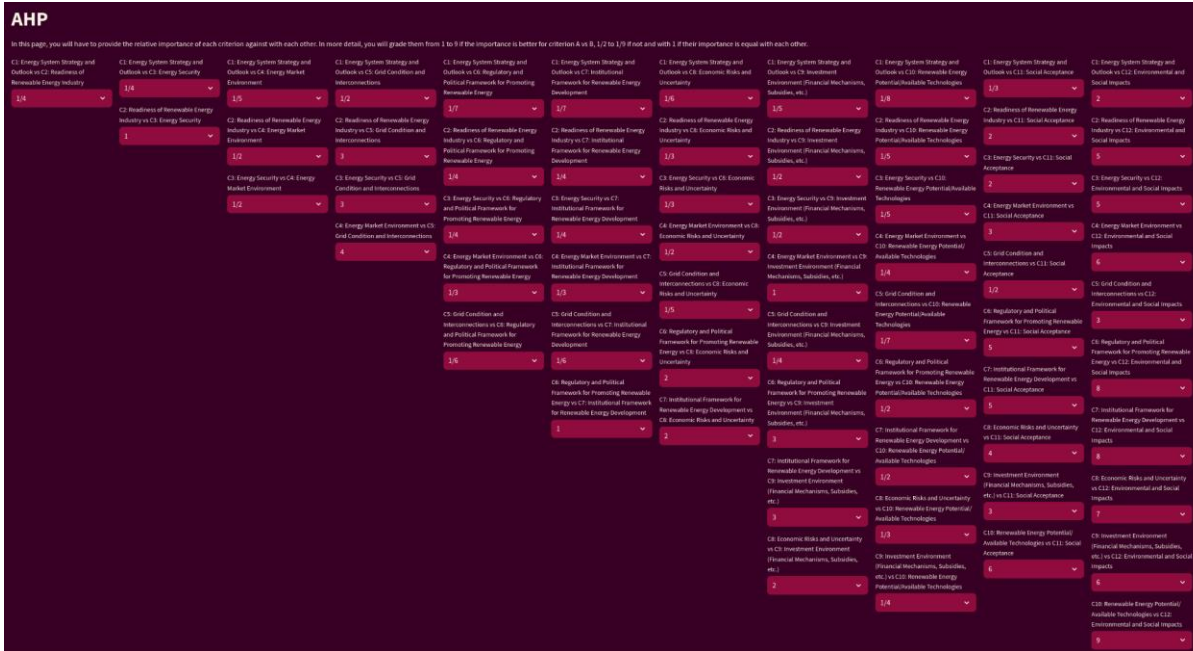 AHP
In this page, you will have to provide the relative importance of each criterion against with each other. In more detail, you will grade them from 1 to 9 if the importance is better for criterion A vs B, 1/2 to 1/9 if not and with 1 if their importance is equal with each other.
C1: Energy System Strategy and
Outlook vs C2: Readiness of
Renewable Energy Industry
1/4
C1: Energy System Strategy and
Outlook vs C3: Energy Security
1/4
C2: Readiness of Renewable Energy
Industry vs C3: Energy Security
1
C1: Energy System Strategy and
Outlook vs C4: Energy Market
Environment
1/5
C2: Readiness of Renewable Energy
Industry vs C4: Energy Market
Environment
1/2
C3: Energy Security vs C4: Energy
Market Environment
1/2
C1: Energy System Strategy and
Outlook vs C5: Grid Condition and
Interconnections
1/2
C2: Readiness of Renewable Energy
Industry vs C5: Grid Condition and
Interconnections
3
C3: Energy Security vs C5: Grid
Condition and Interconnections
3
C4: Energy Market Environment vs C5:
Grid Condition and Interconnections
4
C1: Energy System Strategy and
Outlook vs C6: Regulatory and
Political Framework for Promoting
Renewable Energy
1/7
C2: Readiness of Renewable Energy
Industry vs C6: Regulatory and
Political Framework for Promoting
Renewable Energy
1/4
C3: Energy Security vs C6: Regulatory
and Political Framework for
Promoting Renewable Energy
1/4
C4: Energy Market Environment vs C6:
Regulatory and Political Framework
for Promoting Renewable Energy
1/3
C5: Grid Condition and
Interconnections vs C6: Regulatory
and Political Framework for
Promoting Renewable Energy
1/6
C1: Energy System Strategy and
Outlook vs C7: Institutional
Framework for Renewable Energy
Development
1/7
C2: Readiness of Renewable Energy
Industry vs C7: Institutional
Framework for Renewable Energy
Development
1/4
C3: Energy Security vs C7:
Institutional Framework for
Renewable Energy Development
1/4
C4: Energy Market Environment vs C7:
Institutional Framework for
Renewable Energy Development
1/3
C5: Grid Condition and
Interconnections vs C7: Institutional
Framework for Renewable Energy
Development
1/6
C6: Regulatory and Political
Framework for Promoting Renewable
Energy vs C7: Institutional Framework
for Renewable Energy Development
1
C1: Energy System Strategy and
Outlook vs C8: Economic Risks and
Uncertainty
1/6
C2: Readiness of Renewable Energy
Industry vs C8: Economic Risks and
Uncertainty
1/3
C3: Energy Security vs C8: Economic
Risks and Uncertainty
1/3
C4: Energy Market Environment vs C8:
Economic Risks and Uncertainty
1/2
C5: Grid Condition and
Interconnections vs C8: Economic
Risks and Uncertainty
1/5
C6: Regulatory and Political
Framework for Promoting Renewable
Energy vs C8: Economic Risks and
Uncertainty
2
C7: Institutional Framework for
Renewable Energy Development vs
C8: Economic Risks and Uncertainty
2
C1: Energy System Strategy and
Outlook vs C9: Investment
Environment (Financial Mechanisms,
Subsidies, etc.)
1/5
C2: Readiness of Renewable Energy
Industry vs C9: Investment
Environment (Financial Mechanisms,
Subsidies, etc.)
1/2
C3: Energy Security vs C9: Investment
Environment (Financial Mechanisms,
Subsidies, etc.)
1/2
C4: Energy Market Environment vs C9:
Investment Environment (Financial
Mechanisms, Subsidies, etc.)
1
C5: Grid Condition and
Interconnections vs C9: Investment
Environment (Financial Mechanisms,
Subsidies, etc.)
1/4
C6: Regulatory and Political
Framework for Promoting Renewable
Energy vs C9: Investment
Environment (Financial Mechanisms,
Subsidies, etc.)
3
C7: Institutional Framework for
Renewable Energy Development vs
C9: Investment Environment
(Financial Mechanisms, Subsidies,
etc.)
3
C8: Economic Risks and Uncertainty
vs C9: Investment Environment
(Financial Mechanisms, Subsidies,
etc.)
2
C1: Energy System Strategy and
Outlook vs C10: Renewable Energy
Potential/Available Technologies
1/8
C2: Readiness of Renewable Energy
Industry vs C10: Renewable Energy
Potential/Available Technologies
1/5
C3: Energy Security vs C10:
Renewable Energy Potential/Available
Technologies
1/5
C4: Energy Market Environment vs
C10: Renewable Energy Potential/
Available Technologies
1/4
C5: Grid Condition and
Interconnections vs C10: Renewable
Energy Potential/Available
Technologies
1/7
C6: Regulatory and Political
Framework for Promoting Renewable
Energy vs C10: Renewable Energy
Potential/Available Technologies
1/2
C7: Institutional Framework for
Renewable Energy Development vs
C10: Renewable Energy Potential/
Available Technologies
1/2
C8: Economic Risks and Uncertainty
vs C10: Renewable Energy Potential/
Available Technologies
1/3
C9: Investment Environment
(Financial Mechanisms, Subsidies,
etc.) vs C10: Renewable Energy
Potential/Available Technologies
1/4
C1: Energy System Strategy and
Outlook vs C11: Social Acceptance
1/3
C2: Readiness of Renewable Energy
Industry vs C11: Social Acceptance
2
C3: Energy Security vs C11: Social
Acceptance
2
C4: Energy Market Environment vs
C11: Social Acceptance
3
C5: Grid Condition and
Interconnections vs C11: Social
Acceptance
1/2
C6: Regulatory and Political
Framework for Promoting Renewable
Energy vs C11: Social Acceptance
5
C7: Institutional Framework for
Renewable Energy Development vs
C11: Social Acceptance
5
C8: Economic Risks and Uncertainty
vs C11: Social Acceptance
4
C9: Investment Environment
(Financial Mechanisms, Subsidies,
etc.) vs C11: Social Acceptance
3
C10: Renewable Energy Potential/
Available Technologies vs C11: Social
Acceptance
6
C1: Energy System Strategy and
Outlook vs C12: Environmental and
Social Impacts
2
C2: Readiness of Renewable Energy
Industry vs C12: Environmental and
Social Impacts
5
C3: Energy Security vs C12:
Environmental and Social Impacts
5
C4: Energy Market Environment vs
C12: Environmental and Social
Impacts
6
C5: Grid Condition and
Interconnections vs C12:
Environmental and Social Impacts
3
C6: Regulatory and Political
Framework for Promoting Renewable
Energy vs C12: Environmental and
Social Impacts
8
C7: Institutional Framework for
Renewable Energy Development vs
C12: Environmental and Social
Impacts
8
C8: Economic Risks and Uncertainty
vs C12: Environmental and Social
Impacts
7
C9: Investment Environment
(Financial Mechanisms, Subsidies,
etc.) vs C12: Environmental and Social
Impacts
6
C10: Renewable Energy Potential/
Available Technologies vs C12:
Environmental and Social Impacts
9